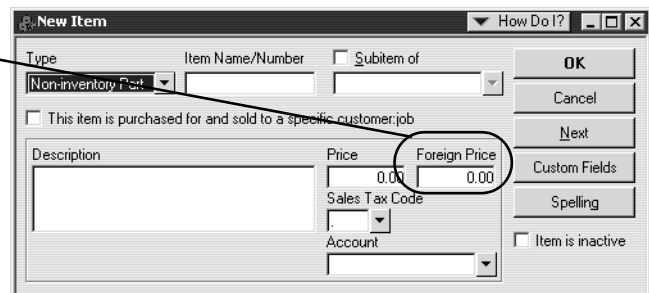 New Item How Do I?
Type Item Name/Number Subitem of OK
Non-inventory Part
Cancel
This item is purchased for and sold to a specific customer:job
Next
Description Price Foreign Price
Custom Fields
0.00 0.00
Sales Tax Code
Spelling
.
Account Item is inactive